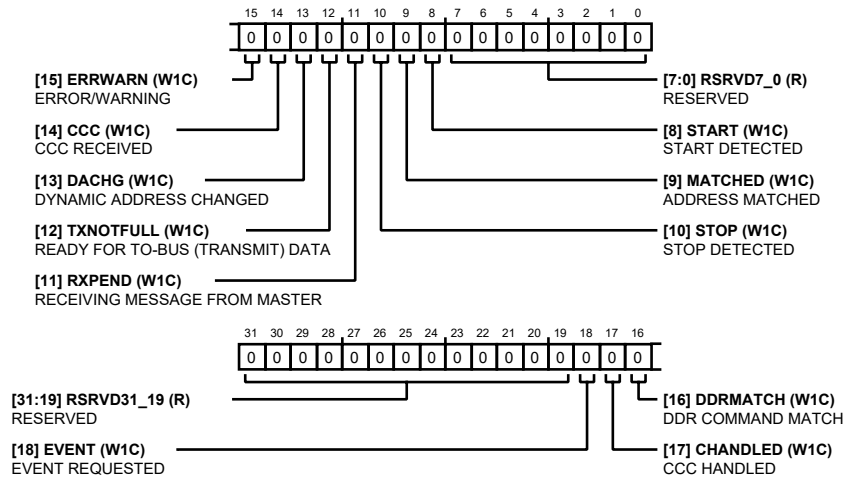 15 14 13 12 11 10 9 8 7 6 5 4 3 2 1 0
0 0 0 0 0 0 0 0 0 0 0 0 0 0 0 0
[15] ERRWARN (W1C)
ERROR/WARNING
[14] CCC (W1C)
CCC RECEIVED
[13] DACHG (W1C)
DYNAMIC ADDRESS CHANGED
[12] TXNOTFULL (W1C)
READY FOR TO-BUS (TRANSMIT) DATA
[11] RXPEND (W1C)
RECEIVING MESSAGE FROM MASTER
[7:0] RSRVD7_0 (R)
RESERVED
[8] START (W1C)
START DETECTED
[9] MATCHED (W1C)
ADDRESS MATCHED
[10] STOP (W1C)
STOP DETECTED
31 30 29 28 27 26 25 24 23 22 21 20 19 18 17 16
0 0 0 0 0 0 0 0 0 0 0 0 0 0 0 0
[31:19] RSRVD31_19 (R)
RESERVED
[18] EVENT (W1C)
EVENT REQUESTED
[16] DDRMATCH (W1C)
DDR COMMAND MATCH
[17] CHANDLED (W1C)
CCC HANDLED